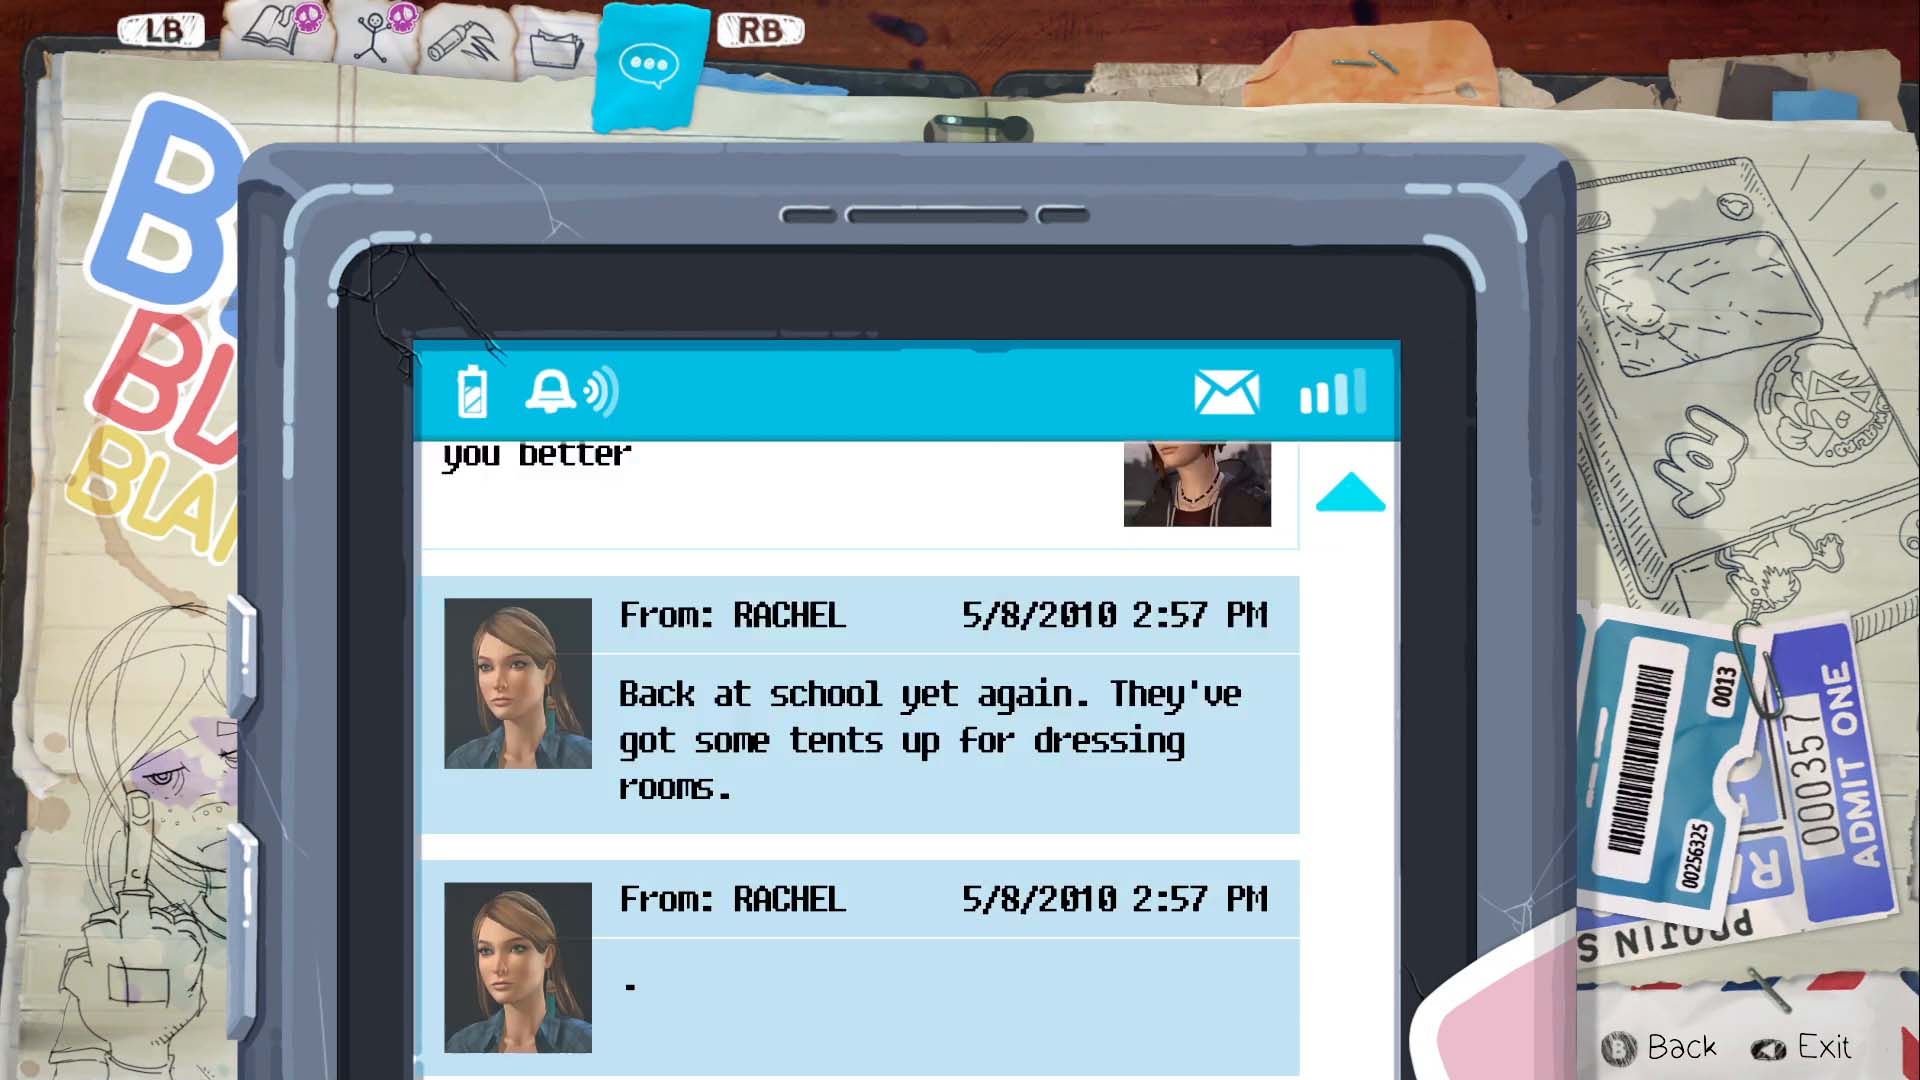 LB
RB
you better
From: RACHEL 5/8/2010 2:57 PM
Back at school yet again. They've
got some tents up for dressing
rooms.
From: RACHEL 5/8/2010 2:57 PM
.
BLA
0013
00256325
000357
ADMIT ONE
B Back
Exit